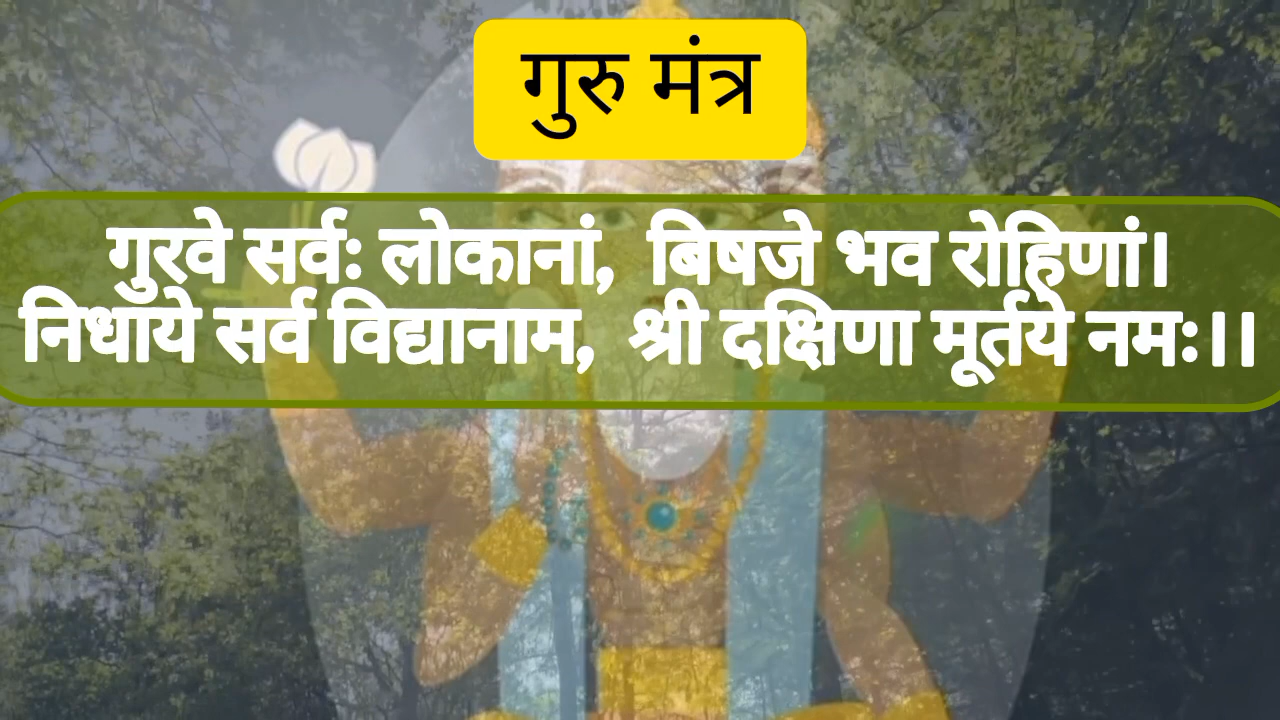 गुरु मंत्र
गुरवे सर्व: लोकानां, बिषजे भव रोहिणां।
निधाये सर्व विद्यानाम, श्री दक्षिणा मूर्तये नमः।।